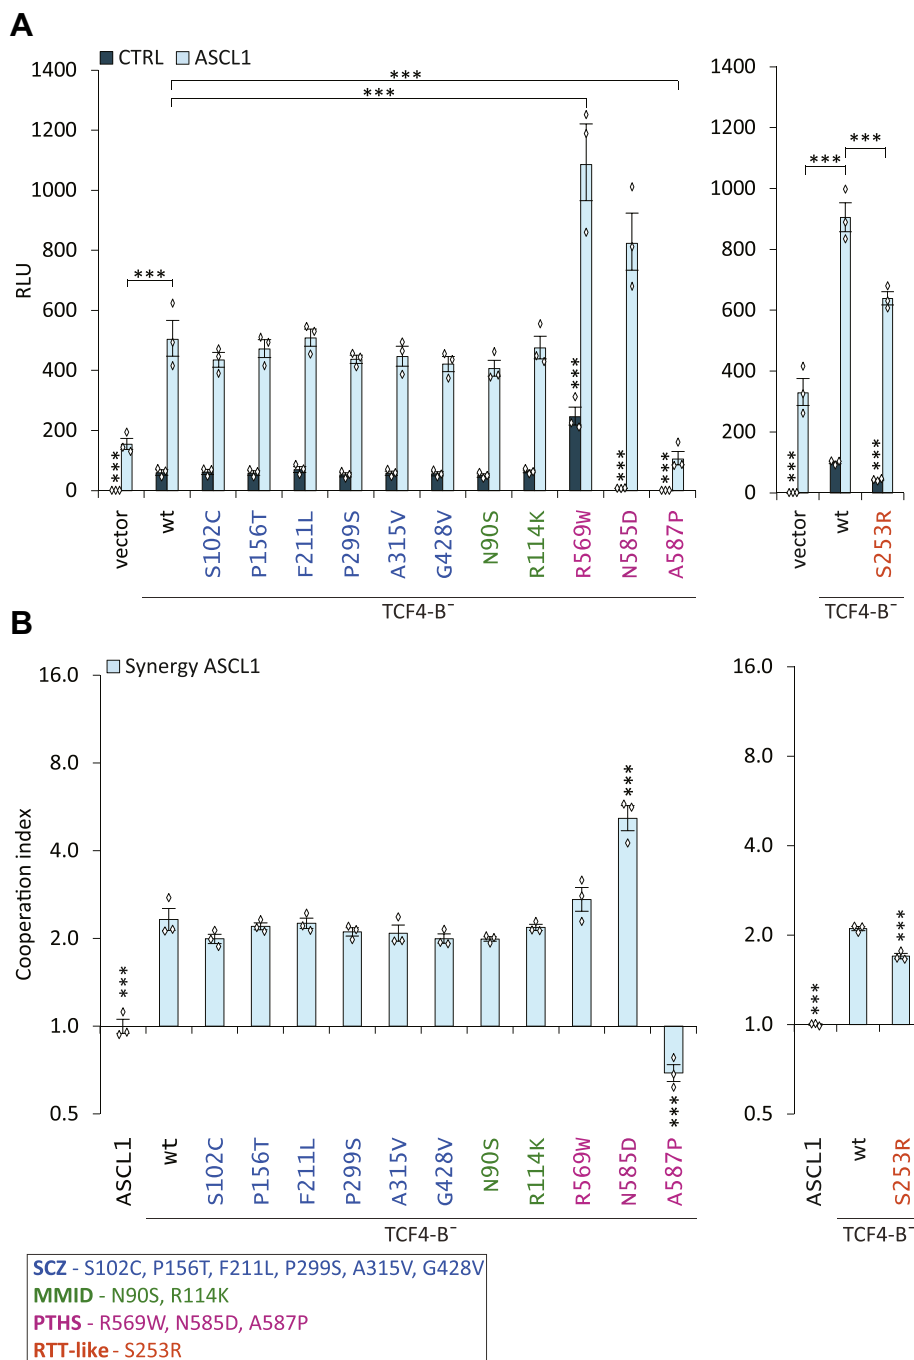 A
CTRL ASCL1
1400
1200
1000
800
600
400
200
0
RLU
***
***
***
***
***
***
***
vector
wt
S102C
P156T
F211L
P299S
A315V
G428V
N90S
R114K
R569W
N585D
A587P
TCF4-B⁻
1400
1200
1000
800
600
400
200
0
***
***
***
***
vector
wt
S253R
TCF4-B⁻
B
Synergy ASCL1
16.0
8.0
4.0
2.0
1.0
0.5
Cooperation index
***
***
***
ASCL1
wt
S102C
P156T
F211L
P299S
A315V
G428V
N90S
R114K
R569W
N585D
A587P
TCF4-B⁻
16.0
8.0
4.0
2.0
1.0
0.5
***
***
ASCL1
wt
S253R
TCF4-B⁻
SCZ - S102C, P156T, F211L, P299S, A315V, G428V
MMID - N90S, R114K
PTHS - R569W, N585D, A587P
RTT-like - S253R